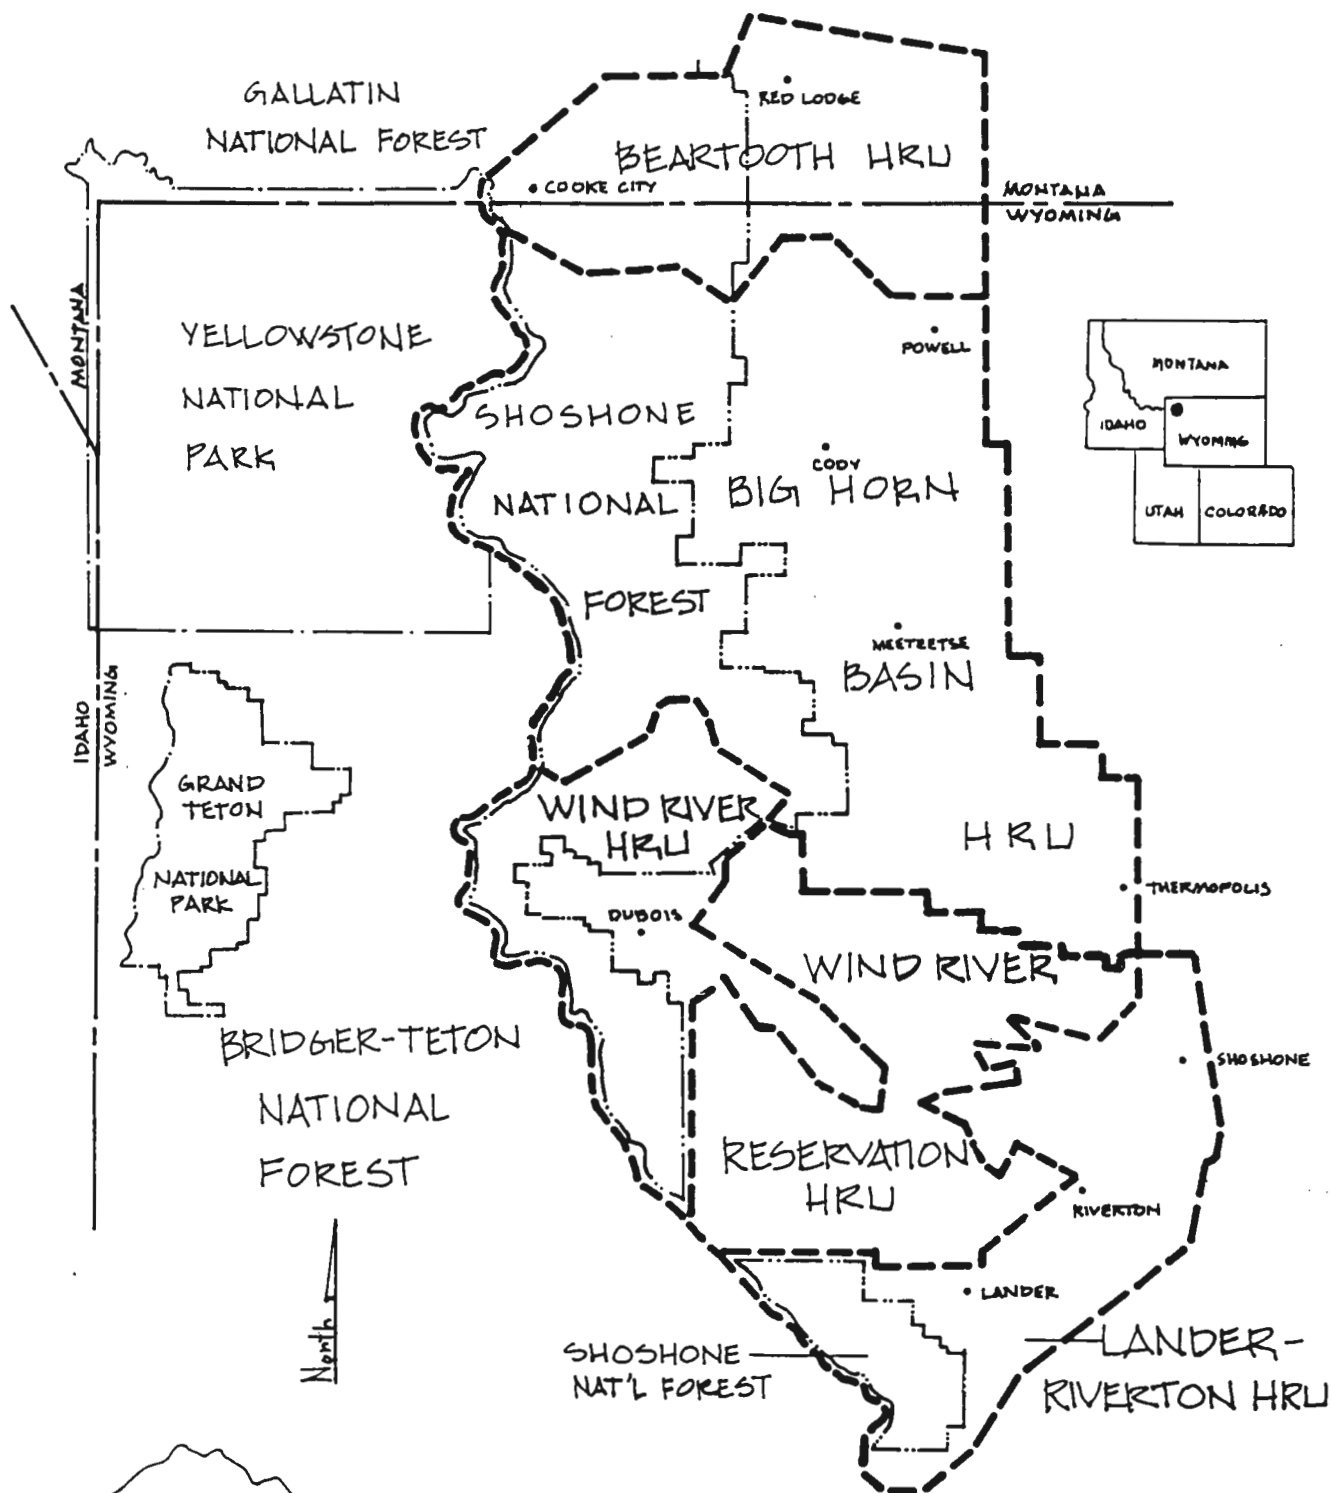 GALLATIN
NATIONAL FOREST
RED LODGE
BEARTOOTH HRU
COOKE CITY
MONTANA
WYOMING
MONTANA
YELLOWSTONE
NATIONAL
PARK
POWELL
SHOSHONE
NATIONAL
FOREST
CODY
BIG HORN
MEETEETSE
BASIN
HRU
MONTANA
IDAHO
WYOMMG
UTAH
COLORADO
IDAHO
WYOMING
GRAND
TETON
NATIONAL
PARK
WIND RIVER
HRU
DUBOIS
THERMOPOLIS
WIND RIVER
RESERVATION
HRU
SHOSHONE
BRIDGER-TETON
NATIONAL
FOREST
RIVERTON
LANDER
North
SHOSHONE
NAT'L FOREST
LANDER-
RIVERTON HRU